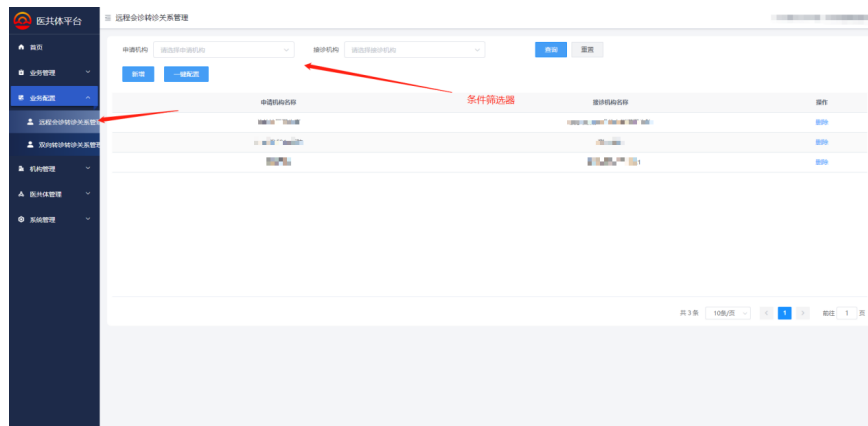 医共体平台
远程会诊转诊关系管理
首页
业务管理
业务配置
远程会诊转诊关系管
双向转诊转诊关系管
机构管理
医共体管理
系统管理
申请机构 请选择申请机构 接诊机构 请选择接诊机构 查询 重置
新增 一键配置
条件筛选器
申请机构名称 接诊机构名称 操作
删除
删除
删除
共 3 条 10条/页 < 1 > 前往 1 页